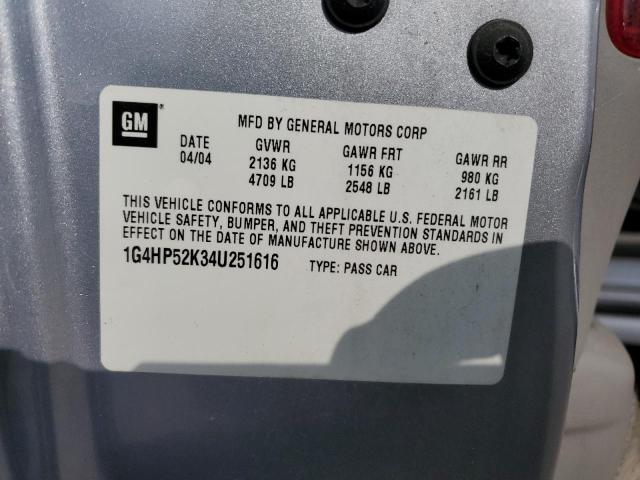 GM®
MFD BY GENERAL MOTORS CORP
DATE GVWR GAWR FRT GAWR RR
04/04 2136 KG 1156 KG 980 KG
4709 LB 2548 LB 2161 LB
THIS VEHICLE CONFORMS TO ALL APPLICABLE U.S. FEDERAL MOTOR
VEHICLE SAFETY, BUMPER, AND THEFT PREVENTION STANDARDS IN
EFFECT ON THE DATE OF MANUFACTURE SHOWN ABOVE.
1G4HP52K34U251616 TYPE: PASS CAR